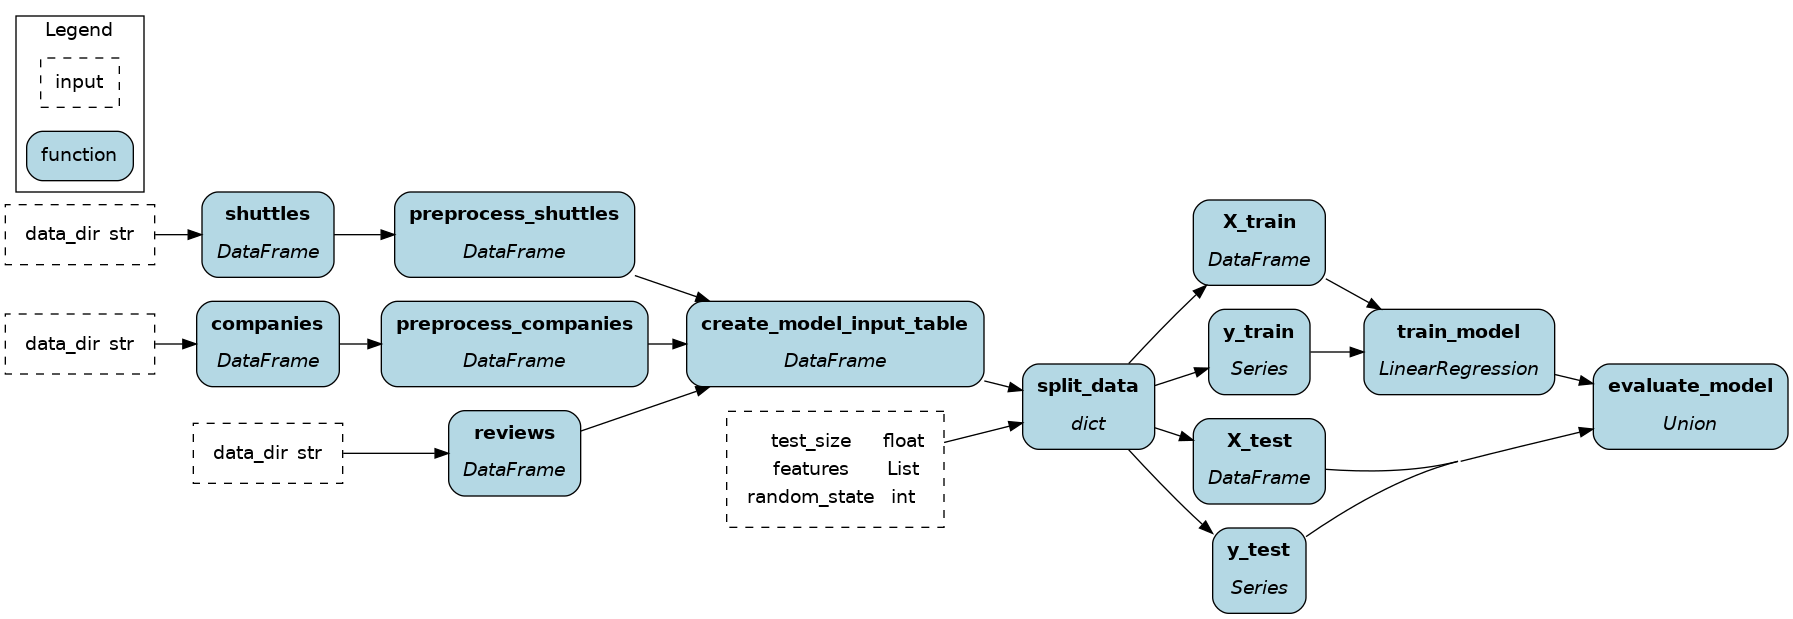 Legend
input
function
data_dir str
shuttles
DataFrame
preprocess_shuttles
DataFrame
data_dir str
companies
DataFrame
preprocess_companies
DataFrame
data_dir str
reviews
DataFrame
create_model_input_table
DataFrame
test_size float
features List
random_state int
split_data
dict
X_train
DataFrame
y_train
Series
X_test
DataFrame
y_test
Series
train_model
LinearRegression
evaluate_model
Union